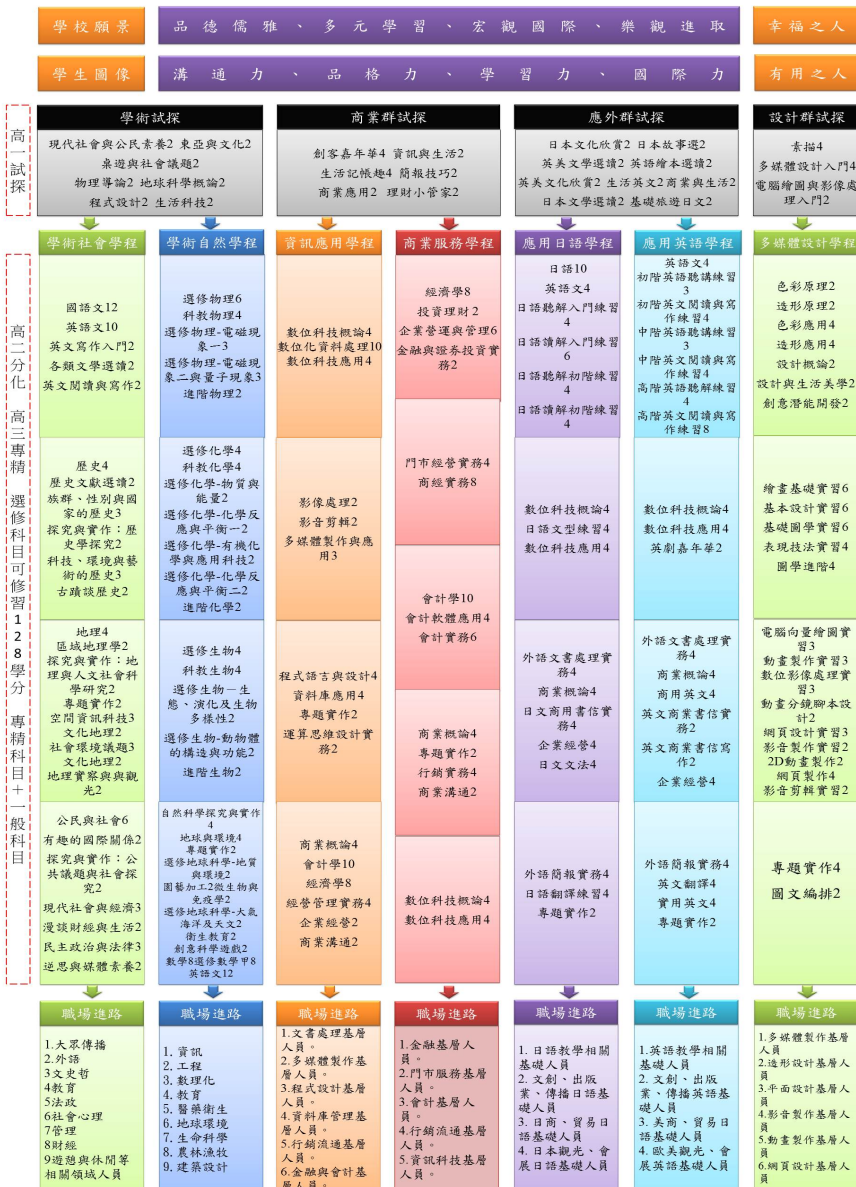 學校願景
品德儒雅、多元學習、宏觀國際、樂觀進取
幸福之人
學生圖像
溝通力、品格力、學習力、國際力
有用之人
高一試探
學術試探
現代社會與公民素養2 東亞與文化2
桌遊與社會議題2
物理導論2 地球科學概論2
程式設計2 生活科技2
商業群試探
創客嘉年華4 資訊與生活2
生活記帳趣4 簡報技巧2
商業應用2 理財小管家2
應外群試探
日本文化欣賞2 日本故事選2
英美文學選讀2 英語繪本選讀2
英美文化欣賞2 生活英文2商業與生活2
日本文學選讀2 基礎旅遊日文2
設計群試探
素描4
多媒體設計入門4
電腦繪圖與影像處
理入門2
高二分化 高三專精 選修科目可修習128學分 專精科目+一般科目
學術社會學程
國語文12
英語文10
英文寫作入門2
各類文學選讀2
英文閱讀與寫作2
歷史4
歷史文獻選讀2
族群、性別與國
家的歷史3
探究與實作：歷
史學探究2
科技、環境與藝
術的歷史3
古蹟談歷史2
地理4
區域地理學2
探究與實作：地
理與人文社會科
學研究2
專題實作2
空間資訊科技3
文化地理2
社會環境議題3
文化地理2
地理實察與與觀
光2
公民與社會6
有趣的國際關係2
探究與實作：公
共議題與社會探
究2
現代社會與經濟3
漫談財經與生活2
民主政治與法律3
逆思與媒體素養2
職場進路
1.大眾傳播
2.外語
3文史哲
4教育
5法政
6社會心理
7管理
8財經
9遊憩與休閒等
相關領域人員
學術自然學程
選修物理6
科教物理4
選修物理-電磁現
象一3
選修物理-電磁現
象二與量子現象3
進階物理2
選修化學4
科教化學4
選修化學-物質與
能量2
選修化學-化學反
應與平衡一2
選修化學-有機化
學與應用科技2
選修化學-化學反
應與平衡二2
進階化學2
選修生物4
科教生物4
選修生物－生
態、演化及生物
多樣性2
選修生物-動物體
的構造與功能2
進階生物2
自然科學探究與實作
4
地球與環境4
專題實作2
選修地球科學-地質
與環境2
園藝加工2微生物與
免疫學2
選修地球科學-大氣
海洋及天文2
衛生教育2
創意科學遊戲2
數學8選修數學甲8
英語文12
職場進路
1. 資訊
2. 工程
3. 數理化
4. 教育
5. 醫藥衛生
6. 地球環境
7. 生命科學
8. 農林漁牧
9. 建築設計
資訊應用學程
數位科技概論4
數位化資料處理10
數位科技應用4
影像處理2
影音剪輯2
多媒體製作與應
用3
程式語言與設計4
資料庫應用4
專題實作2
運算思維設計實
務2
商業概論4
會計學10
經濟學8
經營管理實務4
企業經營2
商業溝通2
職場進路
1.文書處理基層
人員。
2.多媒體製作基
層人員。
3.程式設計基層
人員。
4.資料庫管理基
層人員。
5.行銷流通基層
人員。
6.金融與會計基
層人員。
商業服務學程
經濟學8
投資理財2
企業營運與管理6
金融與證券投資實
務2
門市經營實務4
商經實務8
會計學10
會計軟體應用4
會計實務6
商業概論4
專題實作2
行銷實務4
商業溝通2
數位科技概論4
數位科技應用4
職場進路
1.金融基層人
員。
2.門市服務基層
人員。
3.會計基層人
員。
4.行銷流通基層
人員。
5.資訊科技基層
人員。
應用日語學程
日語10
英語文4
日語聽解入門練習
4
日語讀解入門練習
6
日語聽解初階練習
4
日語讀解初階練習
4
數位科技概論4
日語文型練習4
數位科技應用4
外語文書處理實
務4
商業概論4
日文商用書信實
務4
企業經營4
日文文法4
外語簡報實務4
日語翻譯練習4
專題實作2
職場進路
1. 日語教學相關
基礎人員
2. 文創、出版
業、傳播日語基
礎人員
3. 日商、貿易日
語基礎人員
4. 日本觀光、會
展日語基礎人員
應用英語學程
英語文4
初階英語聽講練習
3
初階英文閱讀與寫
作練習4
中階英語聽講練習
3
中階英文閱讀與寫
作練習4
高階英語聽解練習
4
高階英文閱讀與寫
作練習8
數位科技概論4
數位科技應用4
英劇嘉年華2
外語文書處理實
務4
商業概論4
商用英文4
英文商業書信實
務2
英文商業書信寫
作2
企業經營4
外語簡報實務4
英文翻譯4
實用英文4
專題實作2
職場進路
1.英語教學相關
基礎人員
2. 文創、出版
業、傳播英語基
礎人員
3. 美商、貿易日
語基礎人員
4. 歐美觀光、會
展英語基礎人員
多媒體設計學程
色彩原理2
造形原理2
色彩應用4
造形應用4
設計概論2
設計與生活美學2
創意潛能開發2
繪畫基礎實習6
基本設計實習6
基礎圖學實習6
表現技法實習4
圖學進階4
電腦向量繪圖實
習3
動畫製作實習3
數位影像處理實
習3
動畫分鏡腳本設
計2
網頁設計實習3
影音製作實習2
2D動畫製作2
網頁製作4
影音剪輯實習2
專題實作4
圖文編排2
職場進路
1.多媒體製作基
層人員
2.造形設計基層人
員
3.平面設計基層人
員
4.影音製作基層人
員
5.動畫製作基層人
員
6.網頁設計基層人
員